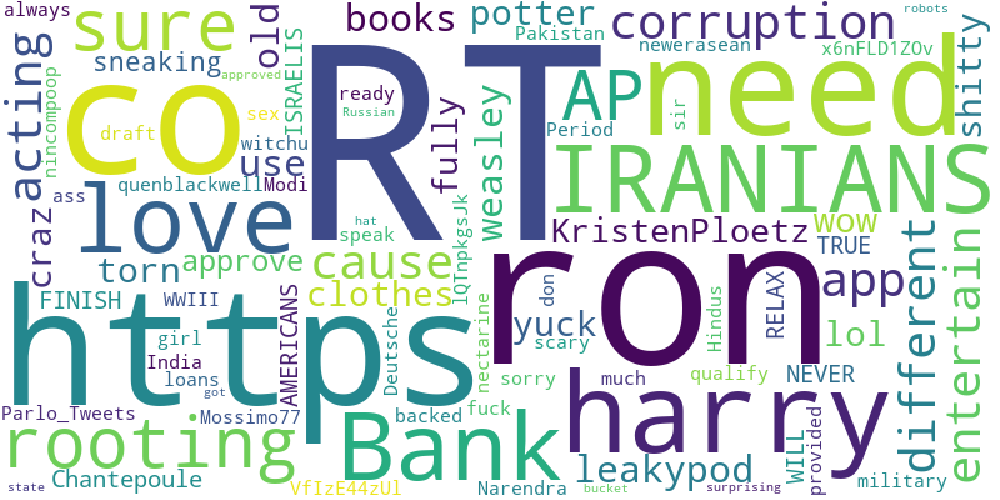 always
books
potter
corruption
robots
sure
old
Pakistan
newerasean
x6nFLD1ZOv
sneaking
approved
RT
need
AP
shitty
acting
nincompoop
co
draft
sex
ISRAELIS
ready
Russian
fully
weasley
Period
sir
witchu
use
IRANIANS
ass
quenblackwell
Modi
love
hat
speak
lQTnpkgsJk
KristenPloetz
WOW
TRUE
different
entertain
craz
torn
approve
cause
clothes
FINISH
WWIII
AMERICANS
ron
don
app
RELAX
Hindus
yuck
scary
lol
https
girl
India
loans
got
Deutsche
nectarine
sorry
much
qualify
NEVER
harry
Parlo_Tweets
Mossimo77
backed
fuck
rooting
Bank
leakypod
WILL
provided
military
Chantepoule
VfIzE44zUl
Narendra
bucket
surprising
state